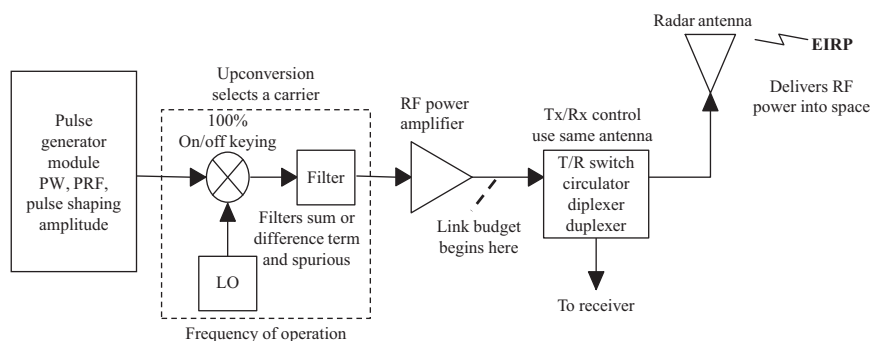 Pulse
generator
module
PW, PRF,
pulse shaping
amplitude
Upconversion
selects a carrier
100%
On/off keying
Filter
Filters sum or
difference term
and spurious
LO
Frequency of operation
RF power
amplifier
Link budget
begins here
Tx/Rx control
use same antenna
T/R switch
circulator
diplexer
duplexer
To receiver
Radar antenna
EIRP
Delivers RF
power into space